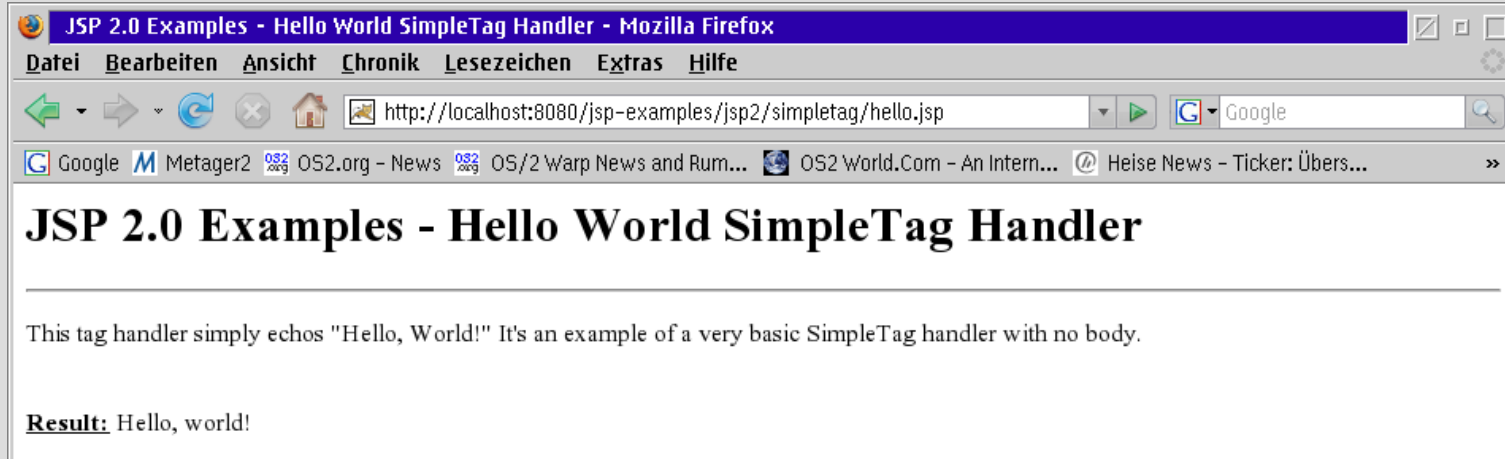 JSP 2.0 Examples - Hello World SimpleTag Handler - Mozilla Firefox
Datei Bearbeiten Ansicht Chronik Lesezeichen Extras Hilfe
http://localhost:8080/jsp-examples/jsp2/simpletag/hello.jsp G Google
G Google M Metager2 OS2.org - News OS/2 Warp News and Rum... OS2 World.Com - An Intern... Heise News - Ticker: Übers... »
JSP 2.0 Examples - Hello World SimpleTag Handler
This tag handler simply echos "Hello, World!" It's an example of a very basic SimpleTag handler with no body.
Result: Hello, world!